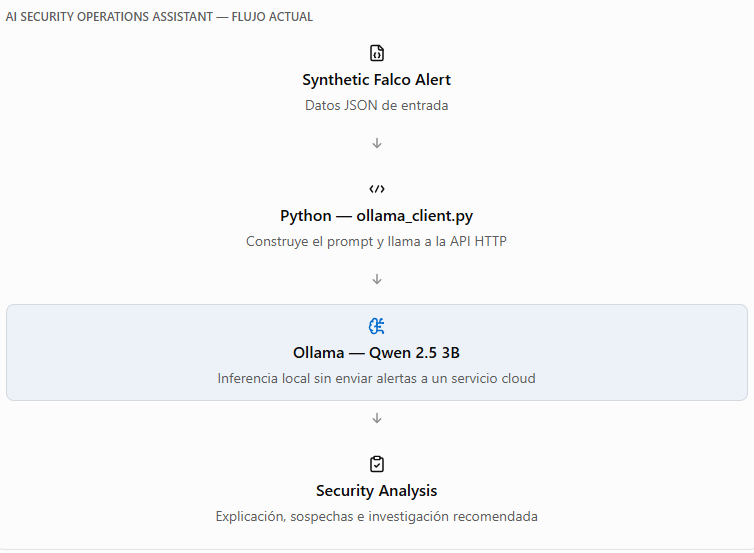 AI SECURITY OPERATIONS ASSISTANT — FLUJO ACTUAL
Synthetic Falco Alert
Datos JSON de entrada
Python — ollama_client.py
Construye el prompt y llama a la API HTTP
Ollama — Qwen 2.5 3B
Inferencia local sin enviar alertas a un servicio cloud
Security Analysis
Explicación, sospechas e investigación recomendada